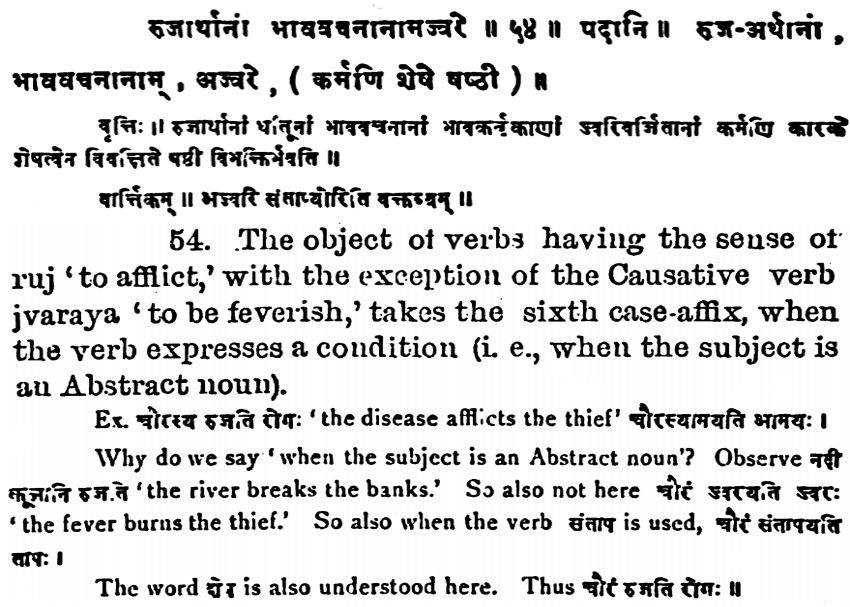 रुजार्थानां भाववचनानामज्वरे ॥ ५४ ॥ पदानि ॥ रुज-अर्थानां ,
भाववचनानाम् , अज्वरे , ( कर्मणि शेषे षष्ठी ) ॥
वृत्तिः ॥ रुजार्थानां धातूनां भाववचनानां भावकर्तृकाणां ज्वरिवर्जितानां कर्मणि कारके
शेषत्वेन विवक्षिते षष्ठी विभक्तिर्भवति ॥
वार्त्तिकम् ॥ अज्वरि संताप्योरिति वक्तव्यम् ॥
54. The object of verbs having the sense of
ruj ‘to afflict,’ with the exception of the Causative verb
jvaraya ‘to be feverish,’ takes the sixth case-affix, when
the verb expresses a condition (i. e., when the subject is
an Abstract noun).
Ex. चौरस्य रुजति रोगः ‘the disease afflicts the thief’ चौरस्यामयति आमयः ।
Why do we say ‘when the subject is an Abstract noun’? Observe नदी
कूलानि रुजति ‘the river breaks the banks.’ So also not here चौरं ज्वरयति ज्वरः
‘the fever burns the thief.’ So also when the verb संताप is used, चौरं संतापयति
तापः ।
The word शेष is also understood here. Thus चौरं रुजति रोगः ॥